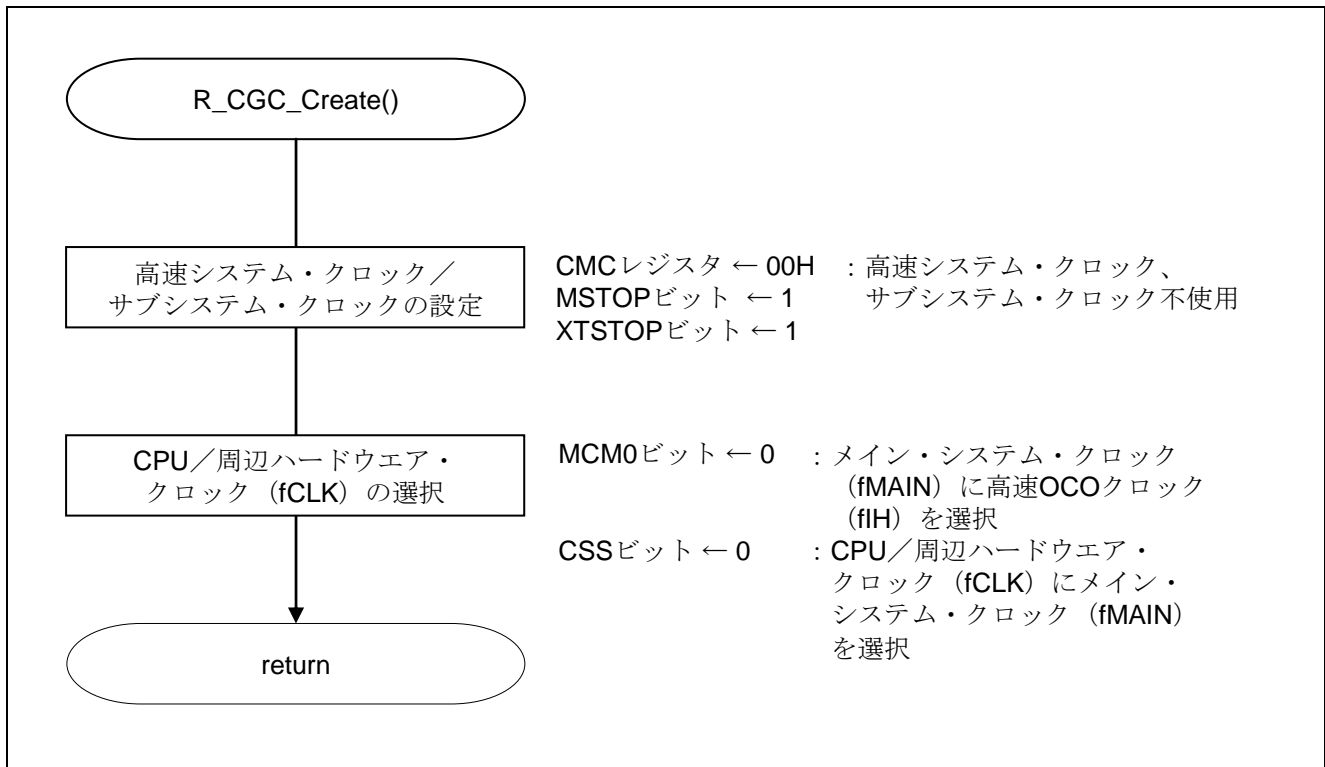 R_CGC_Create()
高速システム・クロック／
サブシステム・クロックの設定
CMCレジスタ ← 00H ：高速システム・クロック、
MSTOPビット ← 1 サブシステム・クロック不使用
XTSTOPビット ← 1
CPU／周辺ハードウエア・
クロック（fCLK）の選択
MCM0ビット ← 0 ：メイン・システム・クロック
（fMAIN）に高速OCOクロック
（fIH）を選択
CSSビット ← 0 ：CPU／周辺ハードウエア・
クロック（fCLK）にメイン・
システム・クロック（fMAIN）
を選択
return